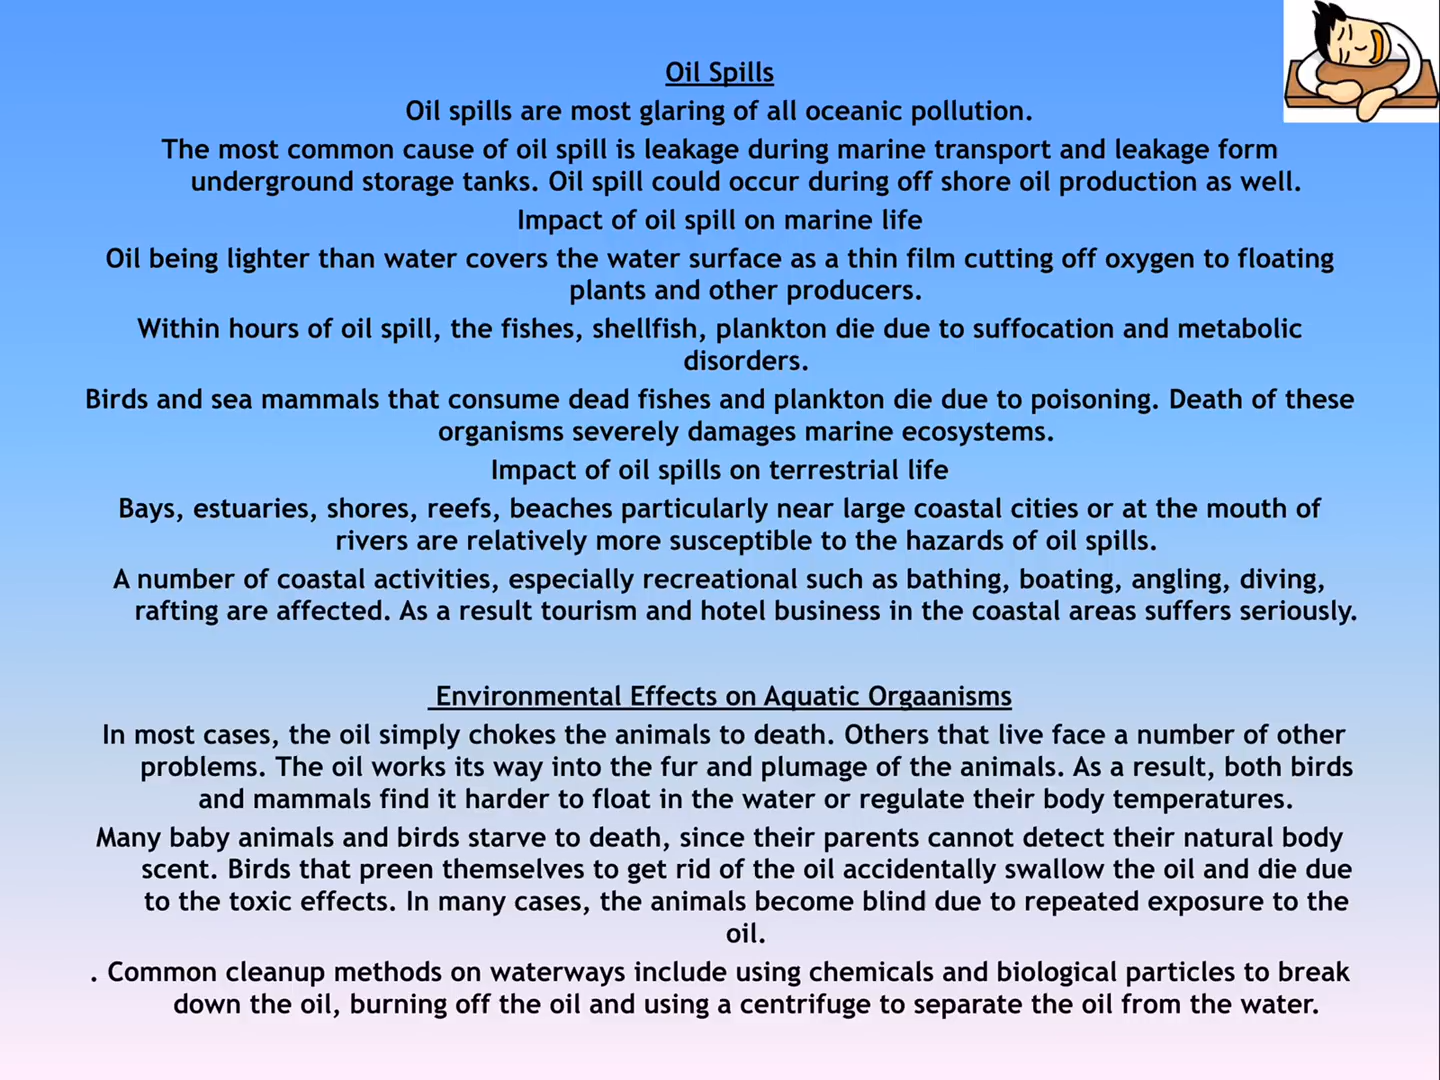 Oil Spills
Oil spills are most glaring of all oceanic pollution.
The most common cause of oil spill is leakage during marine transport and leakage form
underground storage tanks. Oil spill could occur during off shore oil production as well.
Impact of oil spill on marine life
Oil being lighter than water covers the water surface as a thin film cutting off oxygen to floating
plants and other producers.
Within hours of oil spill, the fishes, shellfish, plankton die due to suffocation and metabolic
disorders.
Birds and sea mammals that consume dead fishes and plankton die due to poisoning. Death of these
organisms severely damages marine ecosystems.
Impact of oil spills on terrestrial life
Bays, estuaries, shores, reefs, beaches particularly near large coastal cities or at the mouth of
rivers are relatively more susceptible to the hazards of oil spills.
A number of coastal activities, especially recreational such as bathing, boating, angling, diving,
rafting are affected. As a result tourism and hotel business in the coastal areas suffers seriously.
Environmental Effects on Aquatic Orgaanisms
In most cases, the oil simply chokes the animals to death. Others that live face a number of other
problems. The oil works its way into the fur and plumage of the animals. As a result, both birds
and mammals find it harder to float in the water or regulate their body temperatures.
Many baby animals and birds starve to death, since their parents cannot detect their natural body
scent. Birds that preen themselves to get rid of the oil accidentally swallow the oil and die due
to the toxic effects. In many cases, the animals become blind due to repeated exposure to the
oil.
. Common cleanup methods on waterways include using chemicals and biological particles to break
down the oil, burning off the oil and using a centrifuge to separate the oil from the water.